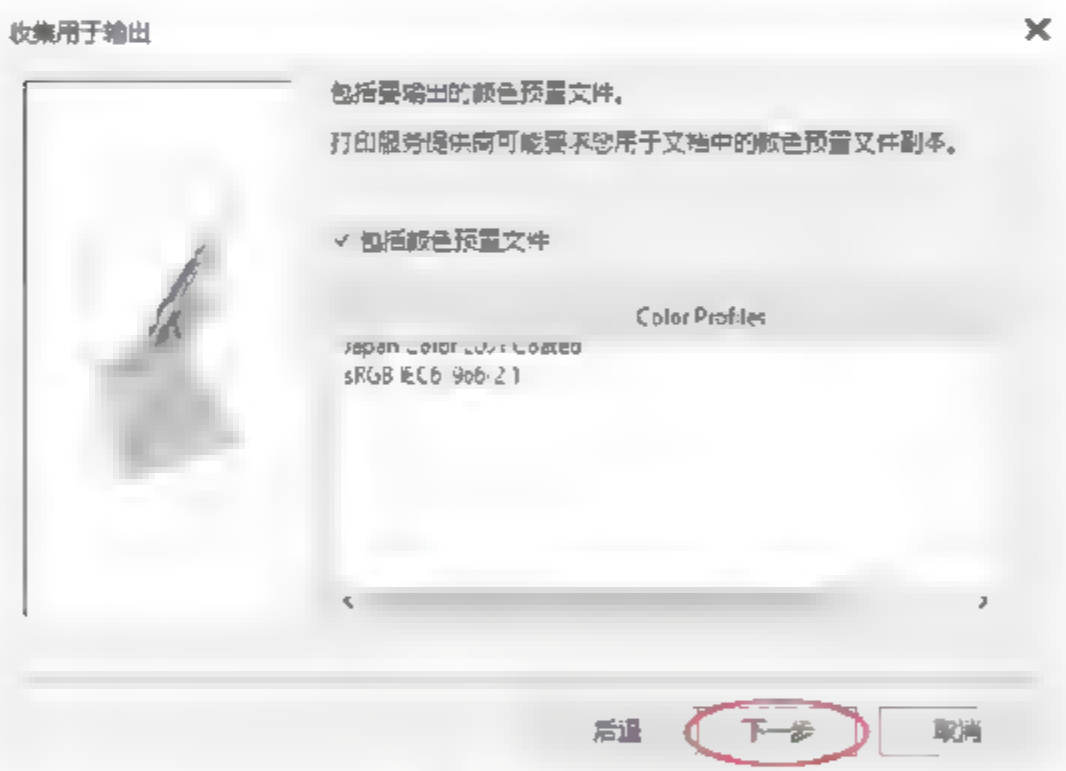 收集用于输出
包括要输出的颜色预置文件。
打印服务提供商可能要求您用于文档中的颜色预置文件副本。
包括颜色预置文件
Color Profiles
Japan Color 2001 Coated
sRGB IEC61966-2.1
后退 下一步 取消